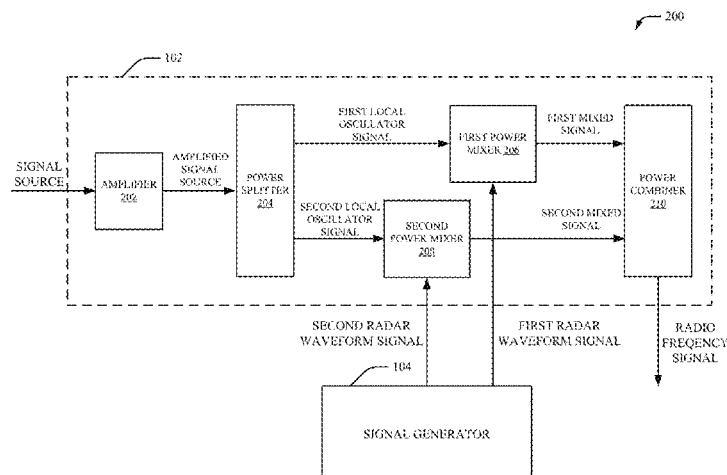 200
102
SIGNAL
SOURCE
AMPLIFIER
202
AMPLIFIED
SIGNAL
SOURCE
POWER
SPLITTER
204
FIRST LOCAL
OSCILLATOR
SIGNAL
FIRST POWER
MIXER 206
FIRST MIXED
SIGNAL
POWER
COMBINER
210
SECOND LOCAL
OSCILLATOR
SIGNAL
SECOND
POWER MIXER
208
SECOND MIXED
SIGNAL
SECOND RADAR
WAVEFORM SIGNAL
FIRST RADAR
WAVEFORM SIGNAL
RADIO
FREQENCY
SIGNAL
104
SIGNAL GENERATOR